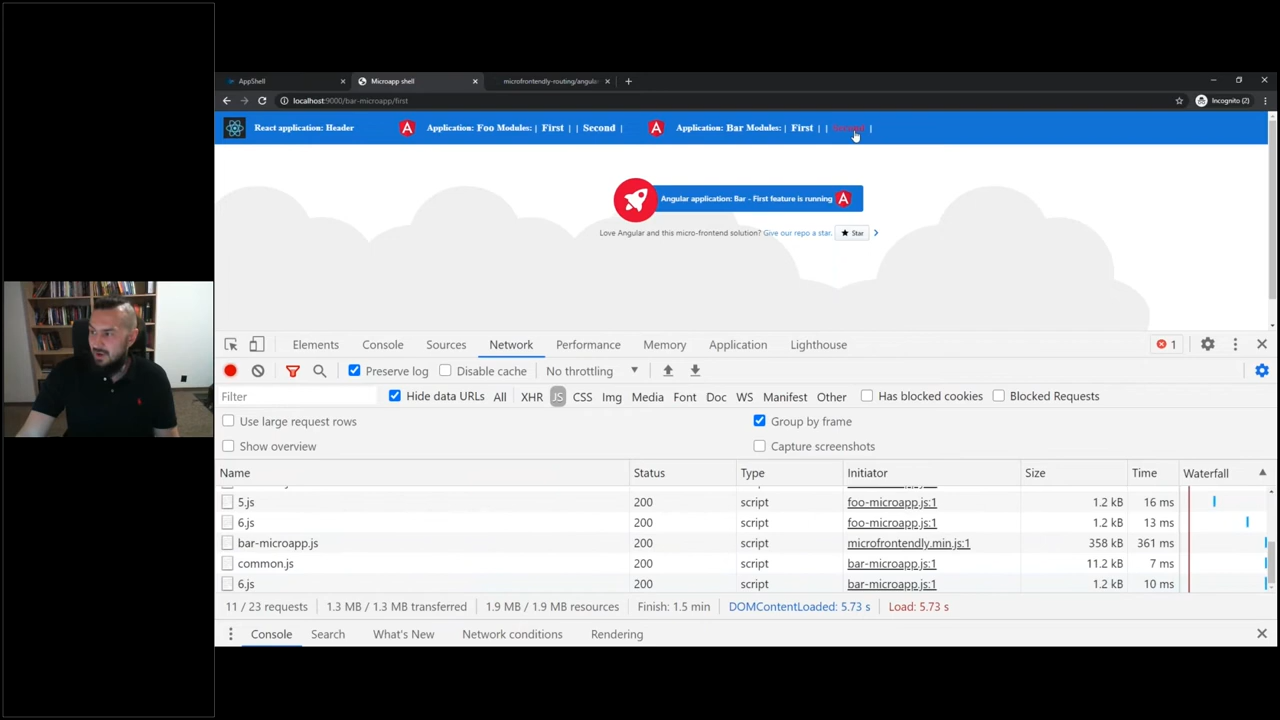 AppShell
Microapp shell
microfrontendly-routing/angula
localhost:9000/bar-microapp/first
Incognito (2)
React application: Header
Application: Foo Modules: | First | | Second |
Application: Bar Modules: | First | | Second |
Angular application: Bar - First feature is running
Love Angular and this micro-frontend solution? Give our repo a star. Star
Elements Console Sources Network Performance Memory Application Lighthouse 1
Preserve log Disable cache No throttling
Filter Hide data URLs All XHR JS CSS Img Media Font Doc WS Manifest Other Has blocked cookies Blocked Requests
Use large request rows Group by frame
Show overview Capture screenshots
Name Status Type Initiator Size Time Waterfall
5.js 200 script foo-microapp.js:1 1.2 kB 16 ms
6.js 200 script foo-microapp.js:1 1.2 kB 13 ms
bar-microapp.js 200 script microfrontendly.min.js:1 358 kB 361 ms
common.js 200 script bar-microapp.js:1 11.2 kB 7 ms
6.js 200 script bar-microapp.js:1 1.2 kB 10 ms
11 / 23 requests 1.3 MB / 1.3 MB transferred 1.9 MB / 1.9 MB resources Finish: 1.5 min DOMContentLoaded: 5.73 s Load: 5.73 s
Console Search What's New Network conditions Rendering